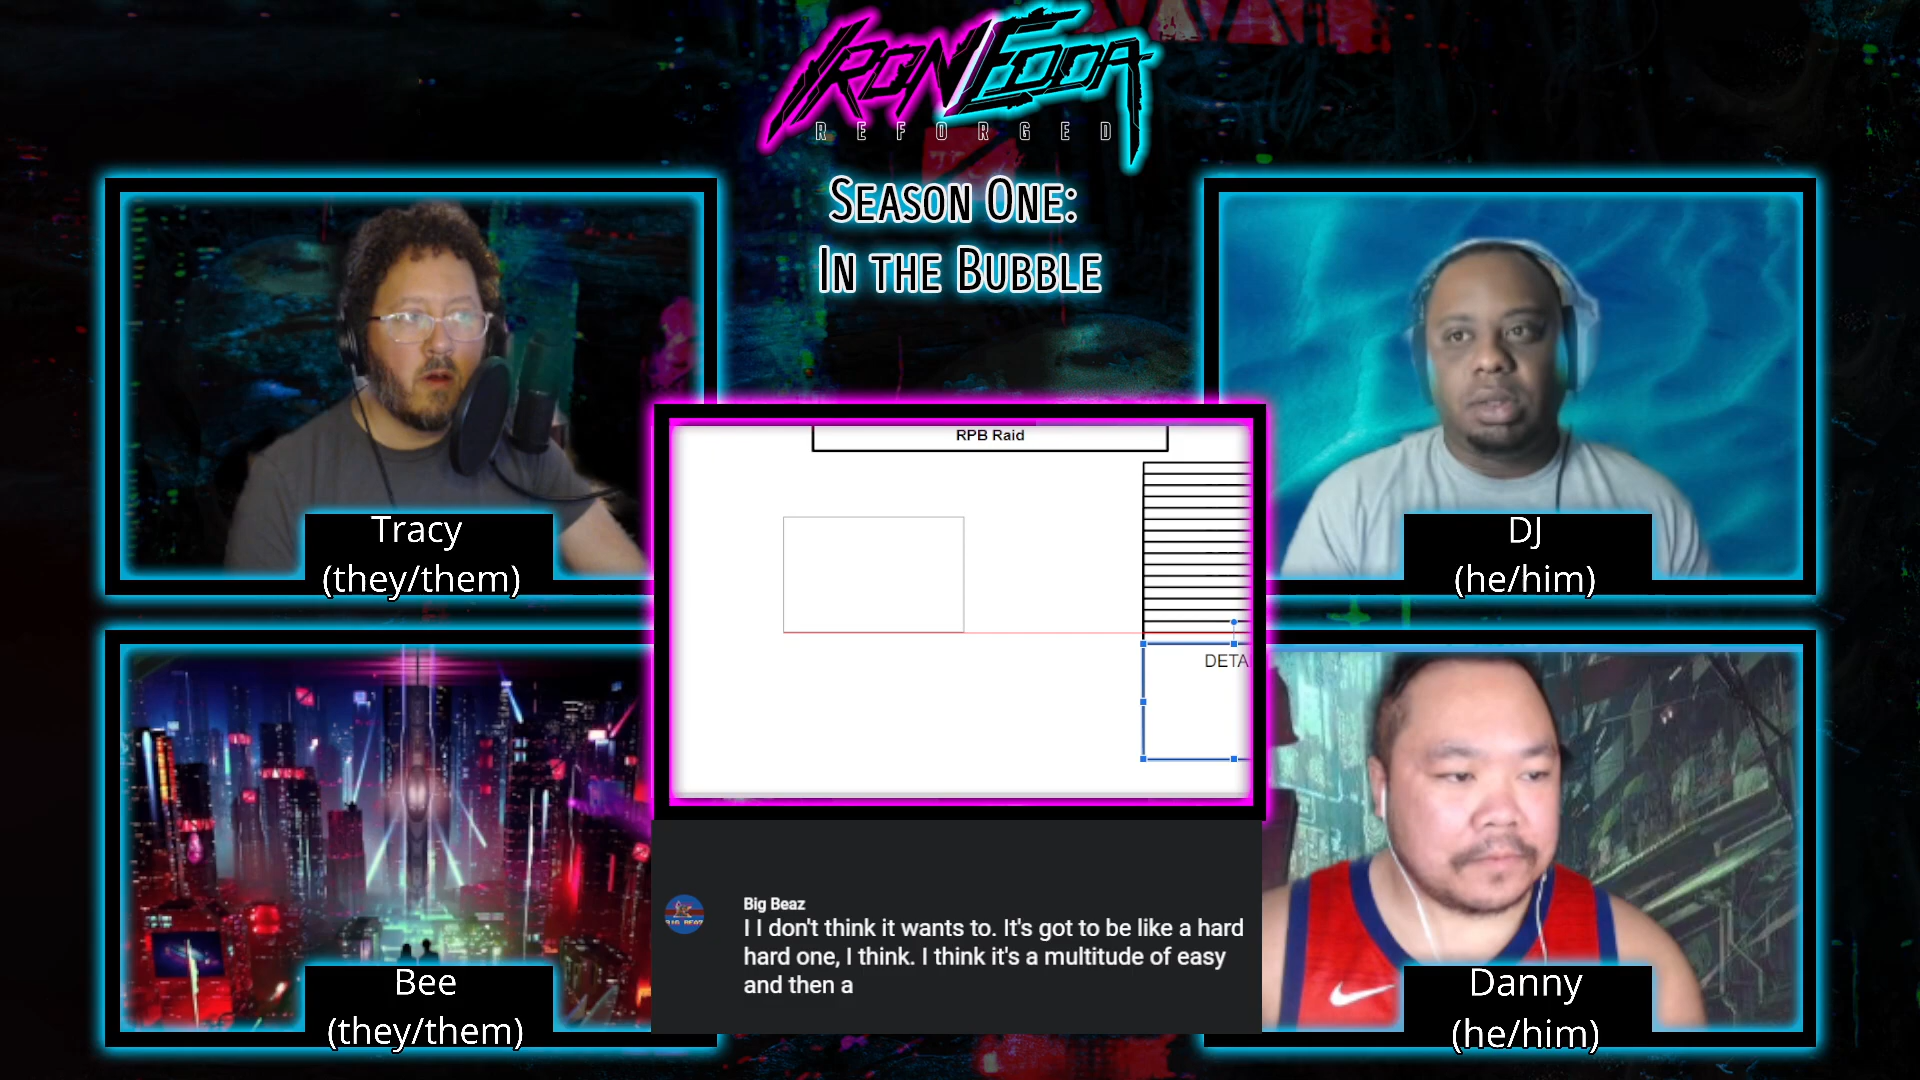 IRON EDDA
REFORGED
SEASON ONE:
IN THE BUBBLE
Tracy
(they/them)
DJ
(he/him)
RPB Raid
DETA
Bee
(they/them)
Big Beaz
I I don't think it wants to. It's got to be like a hard
hard one, I think. I think it's a multitude of easy
and then a
Danny
(he/him)